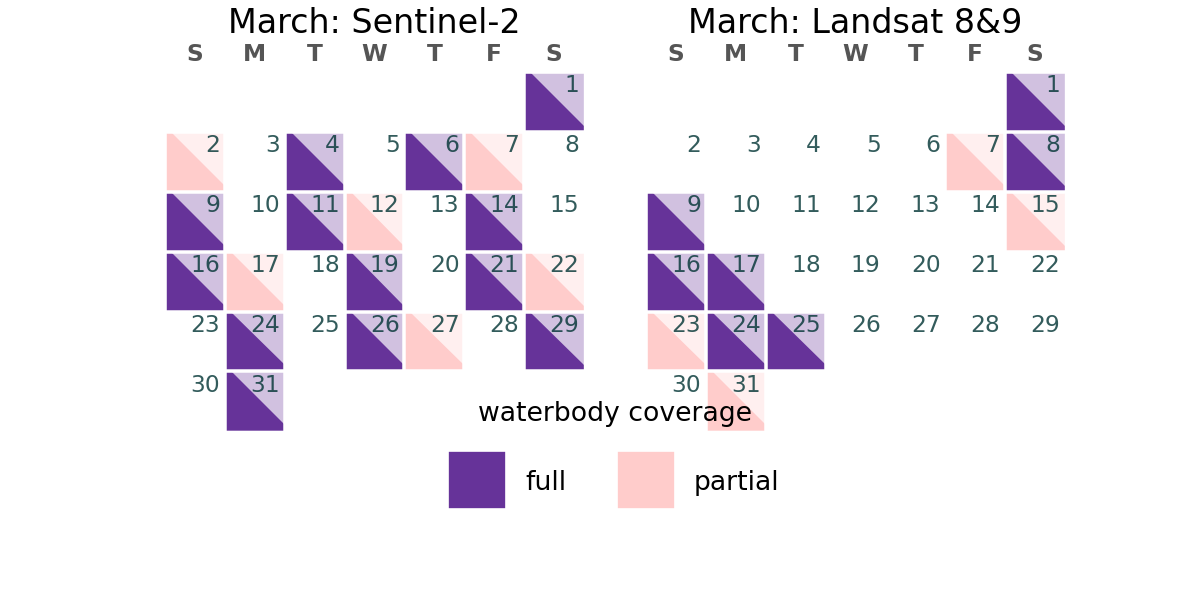 March: Sentinel-2
S M T W T F S
1
2 3 4 5 6 7 8
9 10 11 12 13 14 15
16 17 18 19 20 21 22
23 24 25 26 27 28 29
30 31
March: Landsat 8&9
S M T W T F S
1
2 3 4 5 6 7 8
9 10 11 12 13 14 15
16 17 18 19 20 21 22
23 24 25 26 27 28 29
30 31
waterbody coverage
full partial